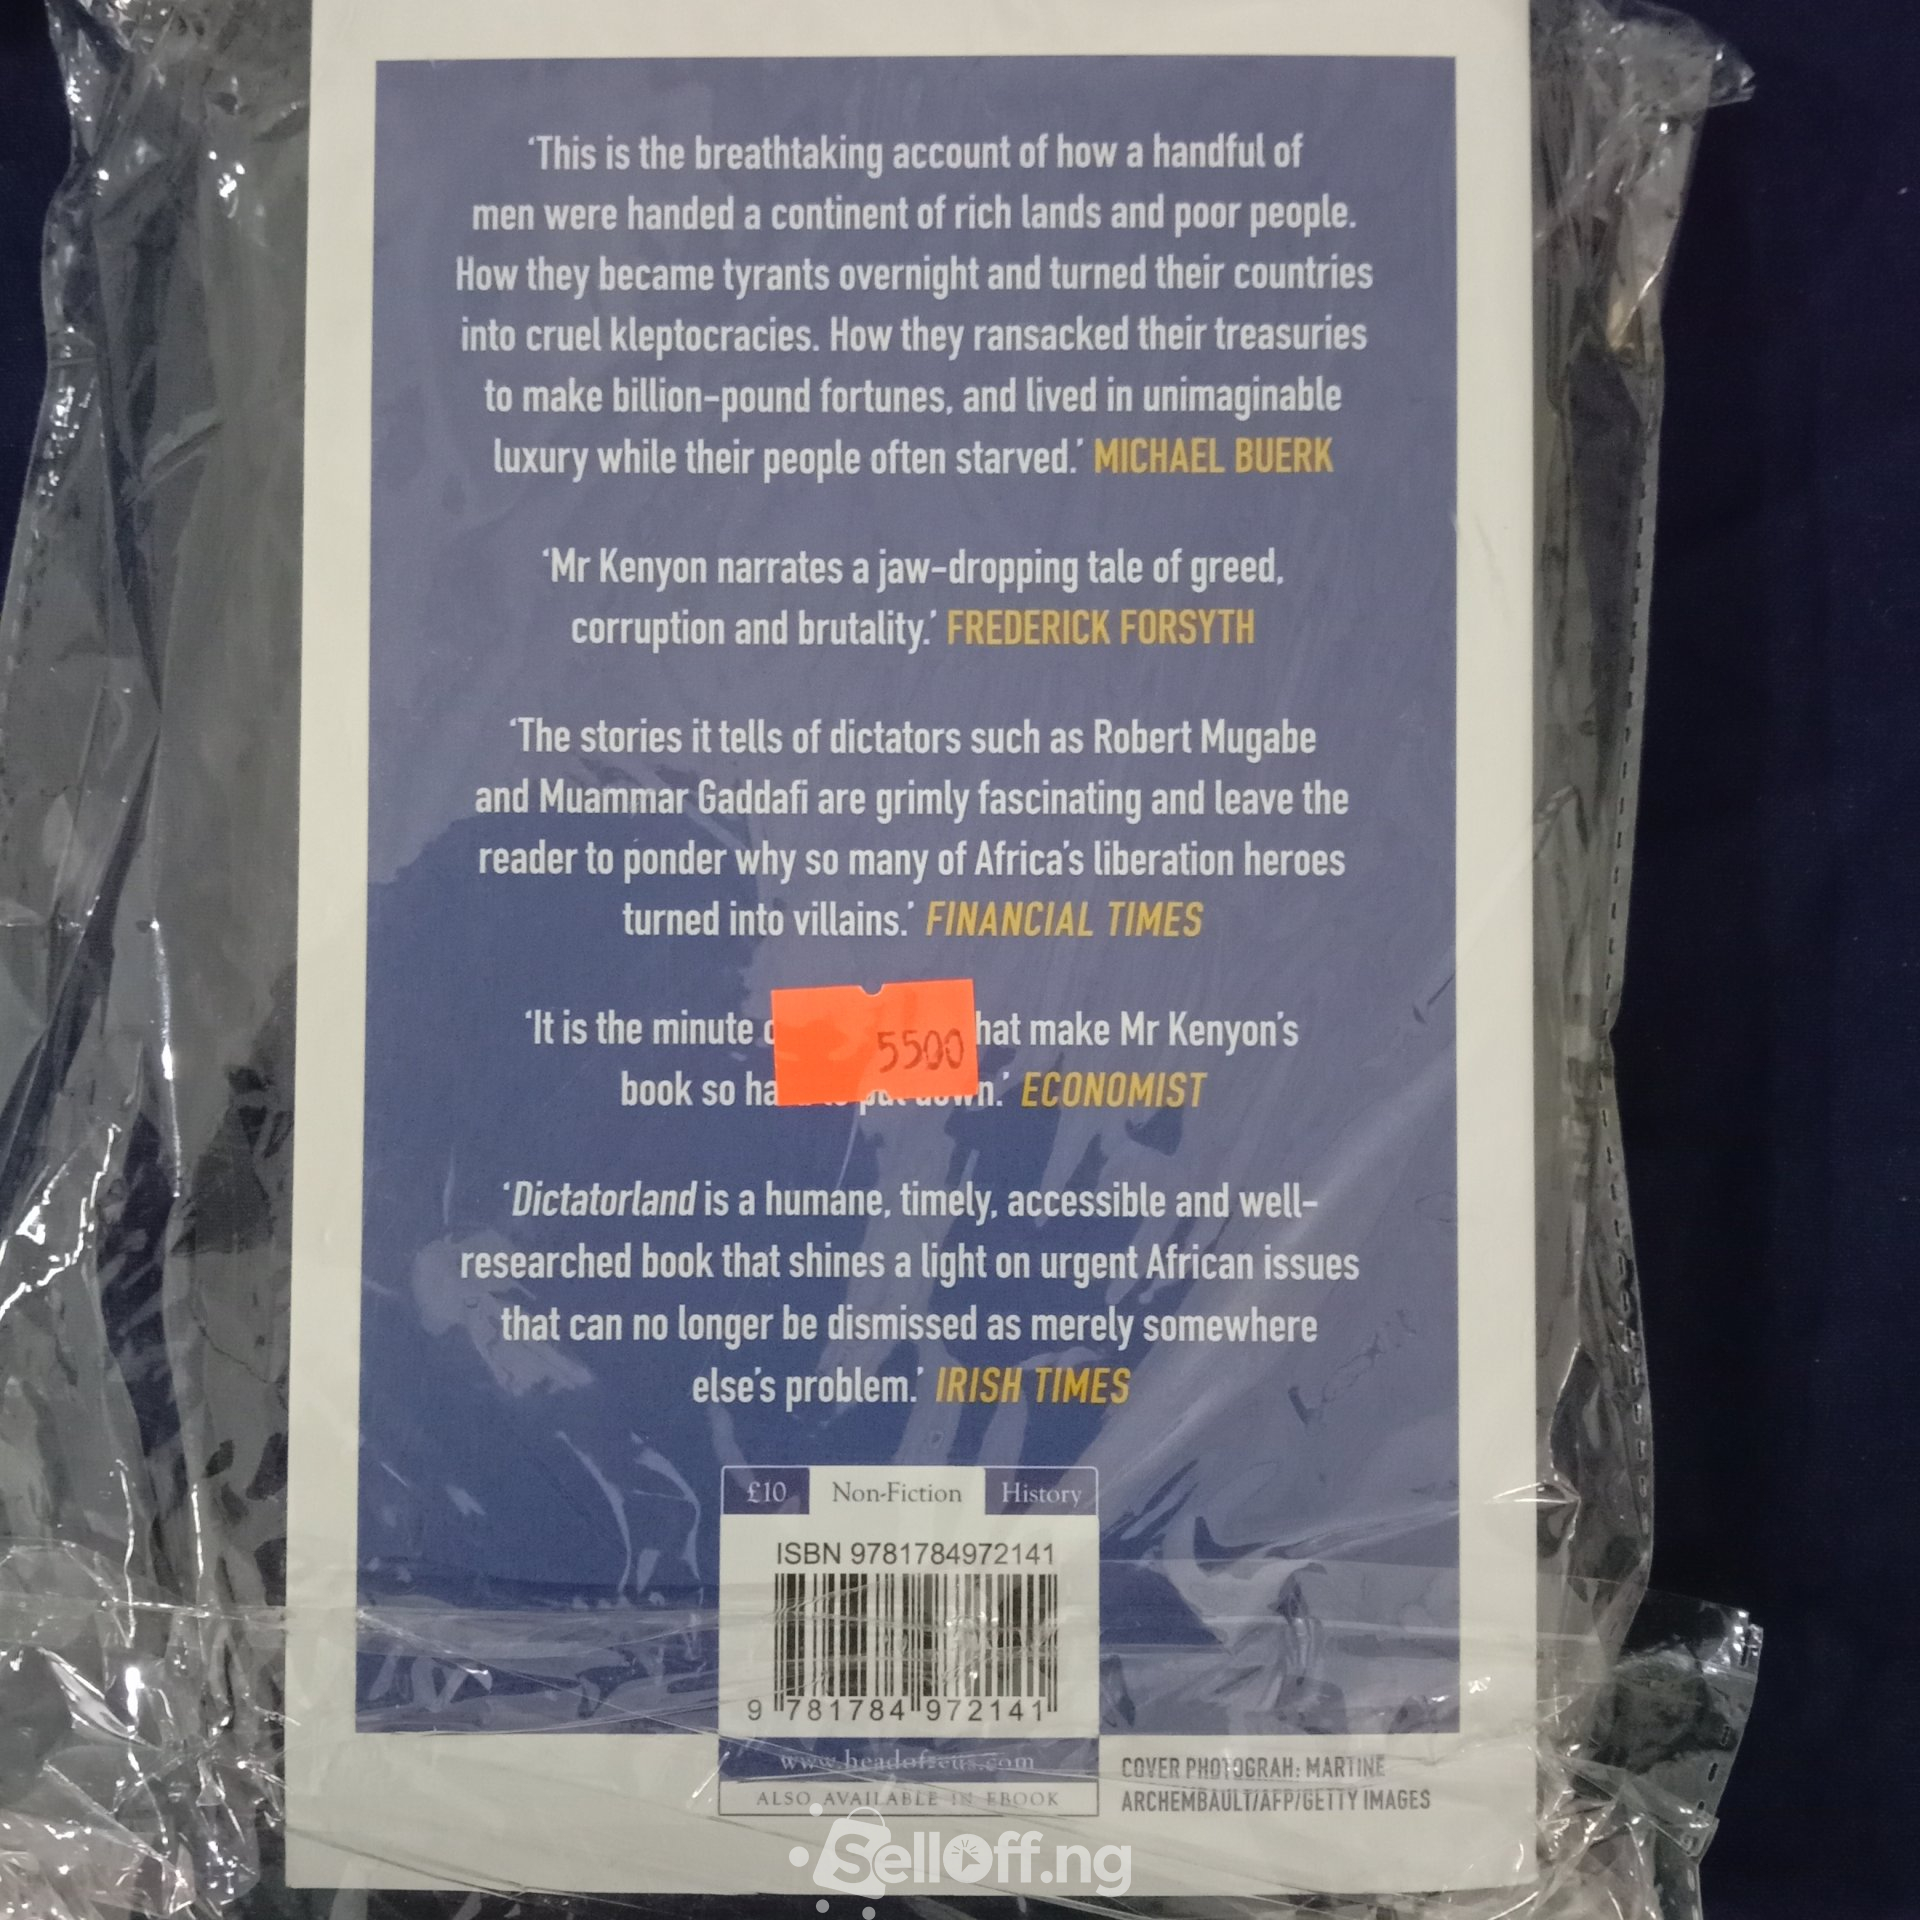 ‘This is the breathtaking account of how a handful of
men were handed a continent of rich lands and poor people.
How they became tyrants overnight and turned their countries
into cruel kleptocracies. How they ransacked their treasuries
to make billion-pound fortunes, and lived in unimaginable
luxury while their people often starved.’ MICHAEL BUERK
‘Mr Kenyon narrates a jaw-dropping tale of greed,
corruption and brutality.’ FREDERICK FORSYTH
‘The stories it tells of dictators such as Robert Mugabe
and Muammar Gaddafi are grimly fascinating and leave the
reader to ponder why so many of Africa’s liberation heroes
turned into villains.’ FINANCIAL TIMES
‘It is the minute 5500 make Mr Kenyon’s
book so ECONOMIST
‘Dictatorland is a humane, timely, accessible and well-
researched book that shines a light on urgent African issues
that can no longer be dismissed as merely somewhere
else’s problem.’ IRISH TIMES
£10 Non-Fiction History
ISBN 9781784972141
9 781784 972141
www.headofzeus.com
ALSO AVAILABLE IN EBOOK
COVER PHOTOGRAH: MARTINE
ARCHEMBAULT/AFP/GETTY IMAGES
SellOff.ng